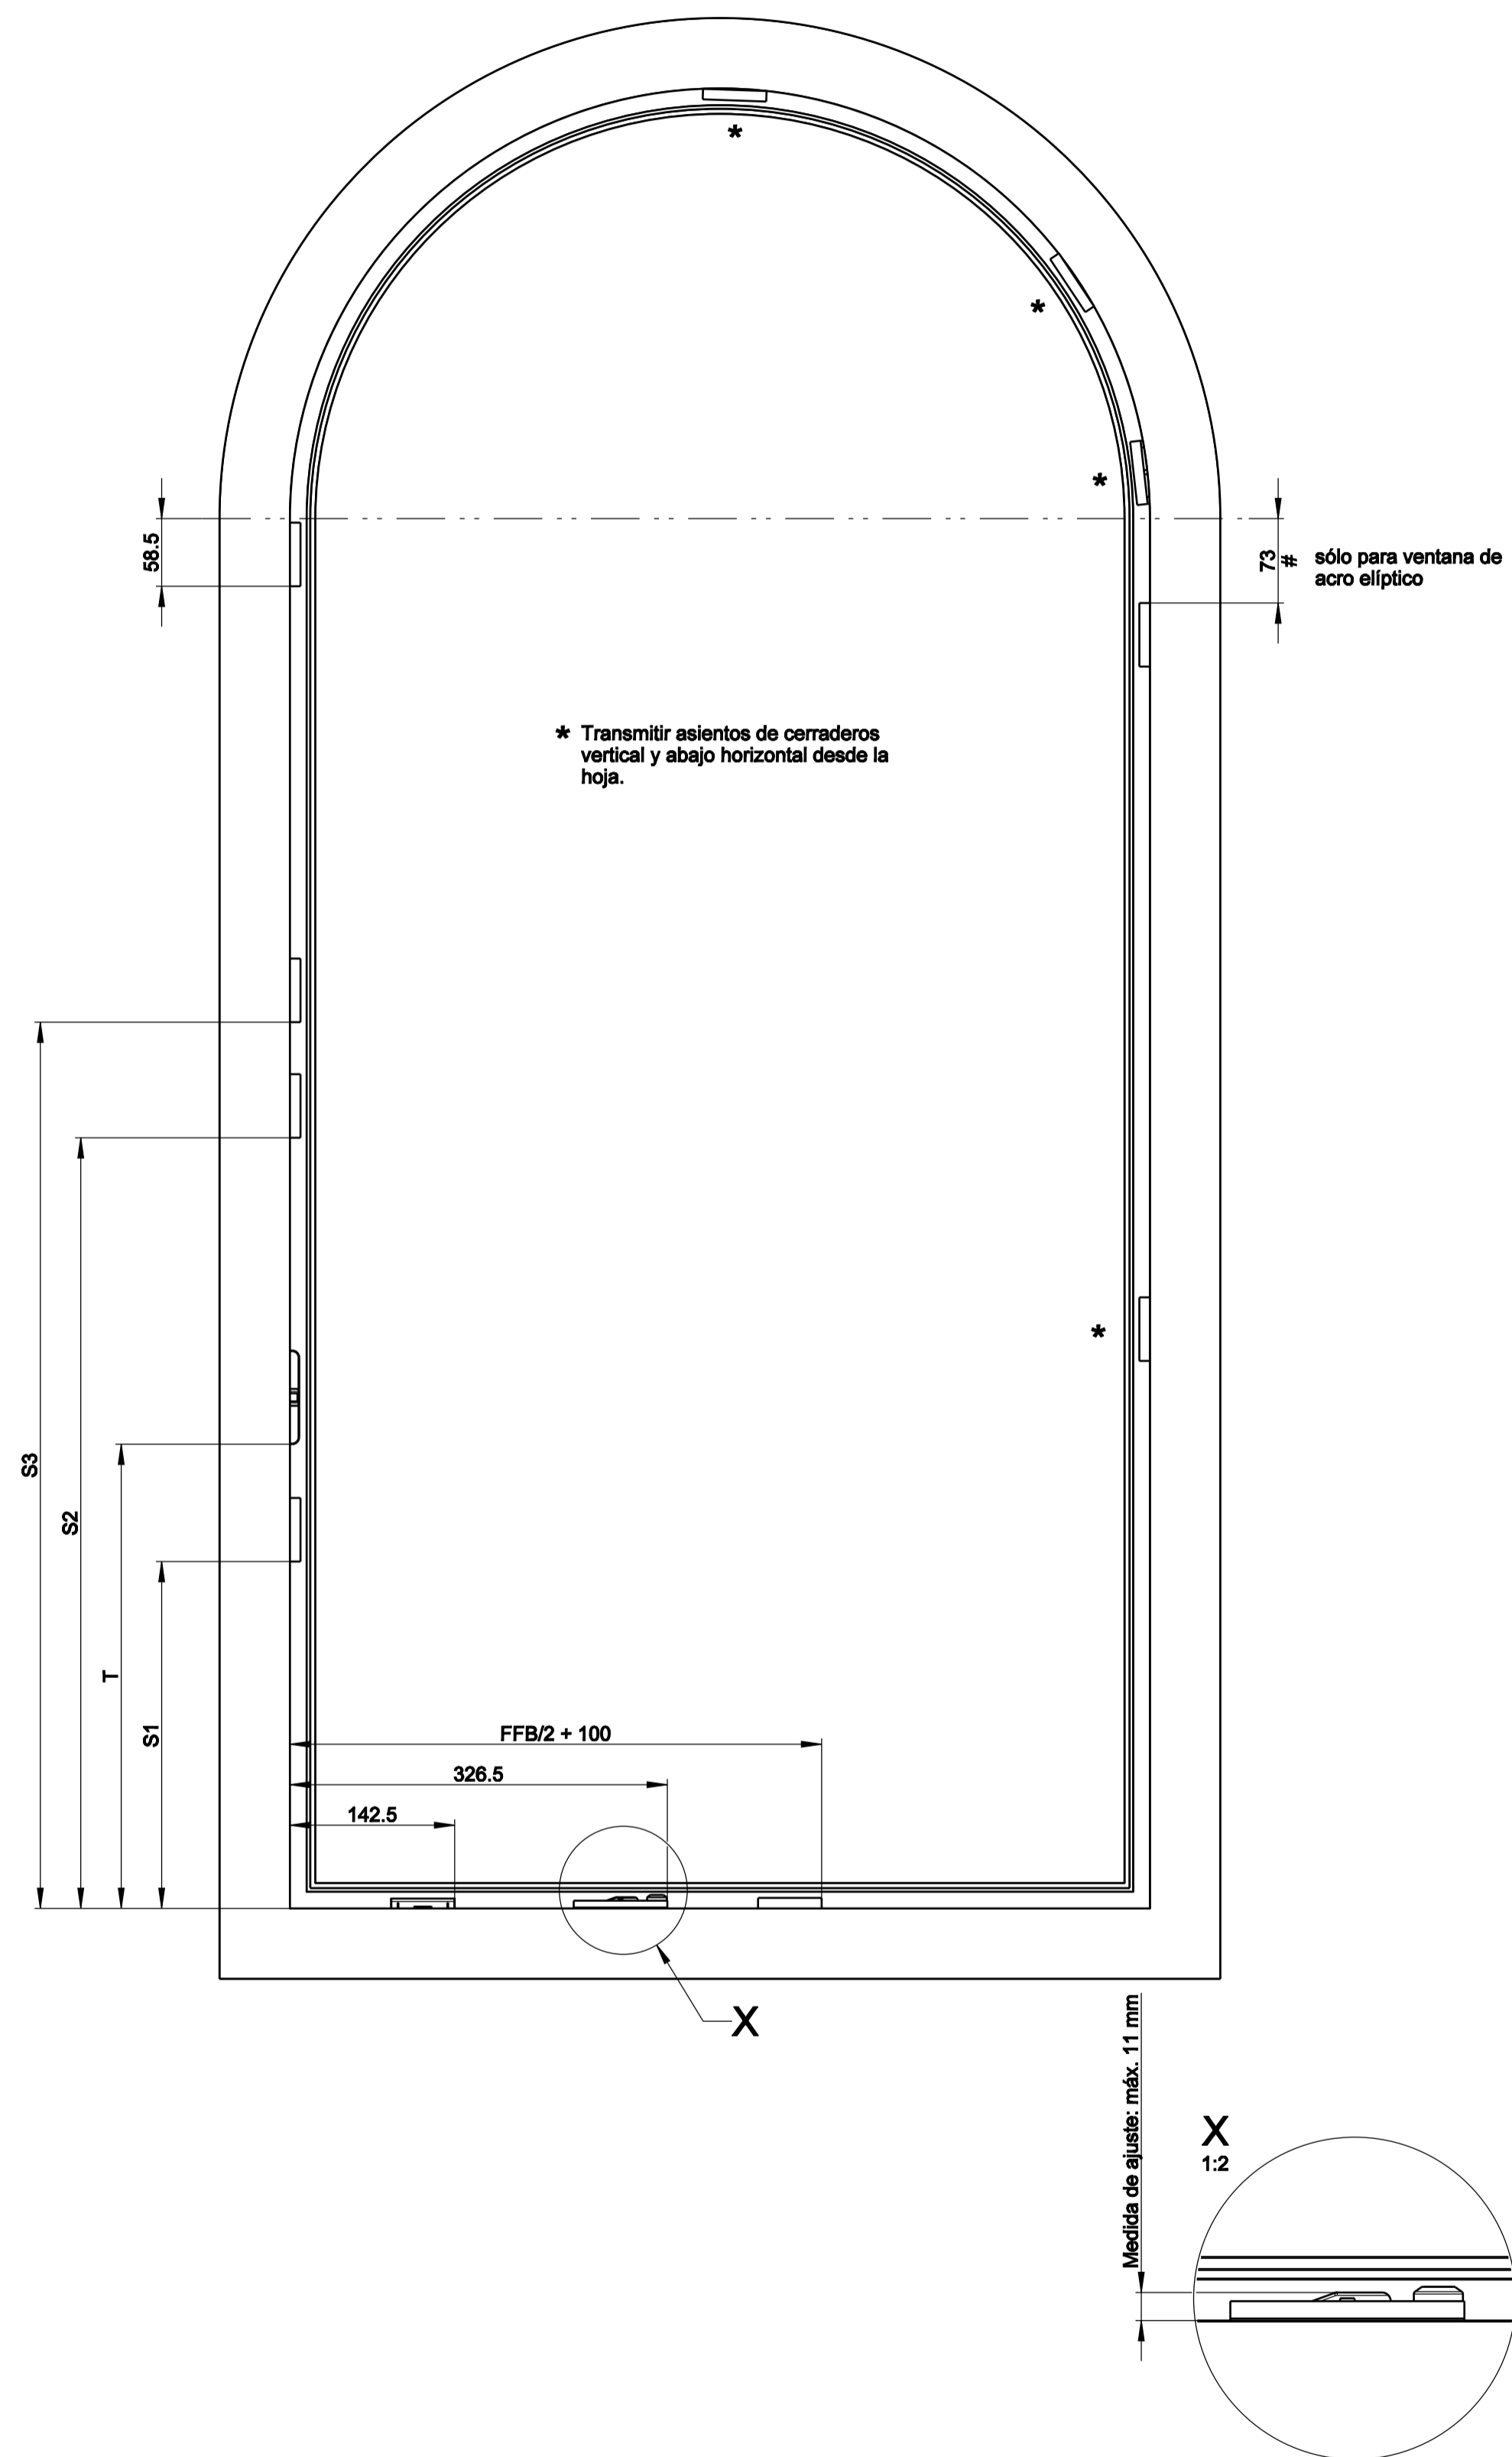 *
*
*
58.5
73
#
sólo para ventana de
acro elíptico
* Transmitir asientos de cerraderos
vertical y abajo horizontal desde la
hoja.
*
S3
S2
T
S1
FFB/2 + 100
326.5
142.5
X
Medida de ajuste: máx. 11 mm
X
1:2